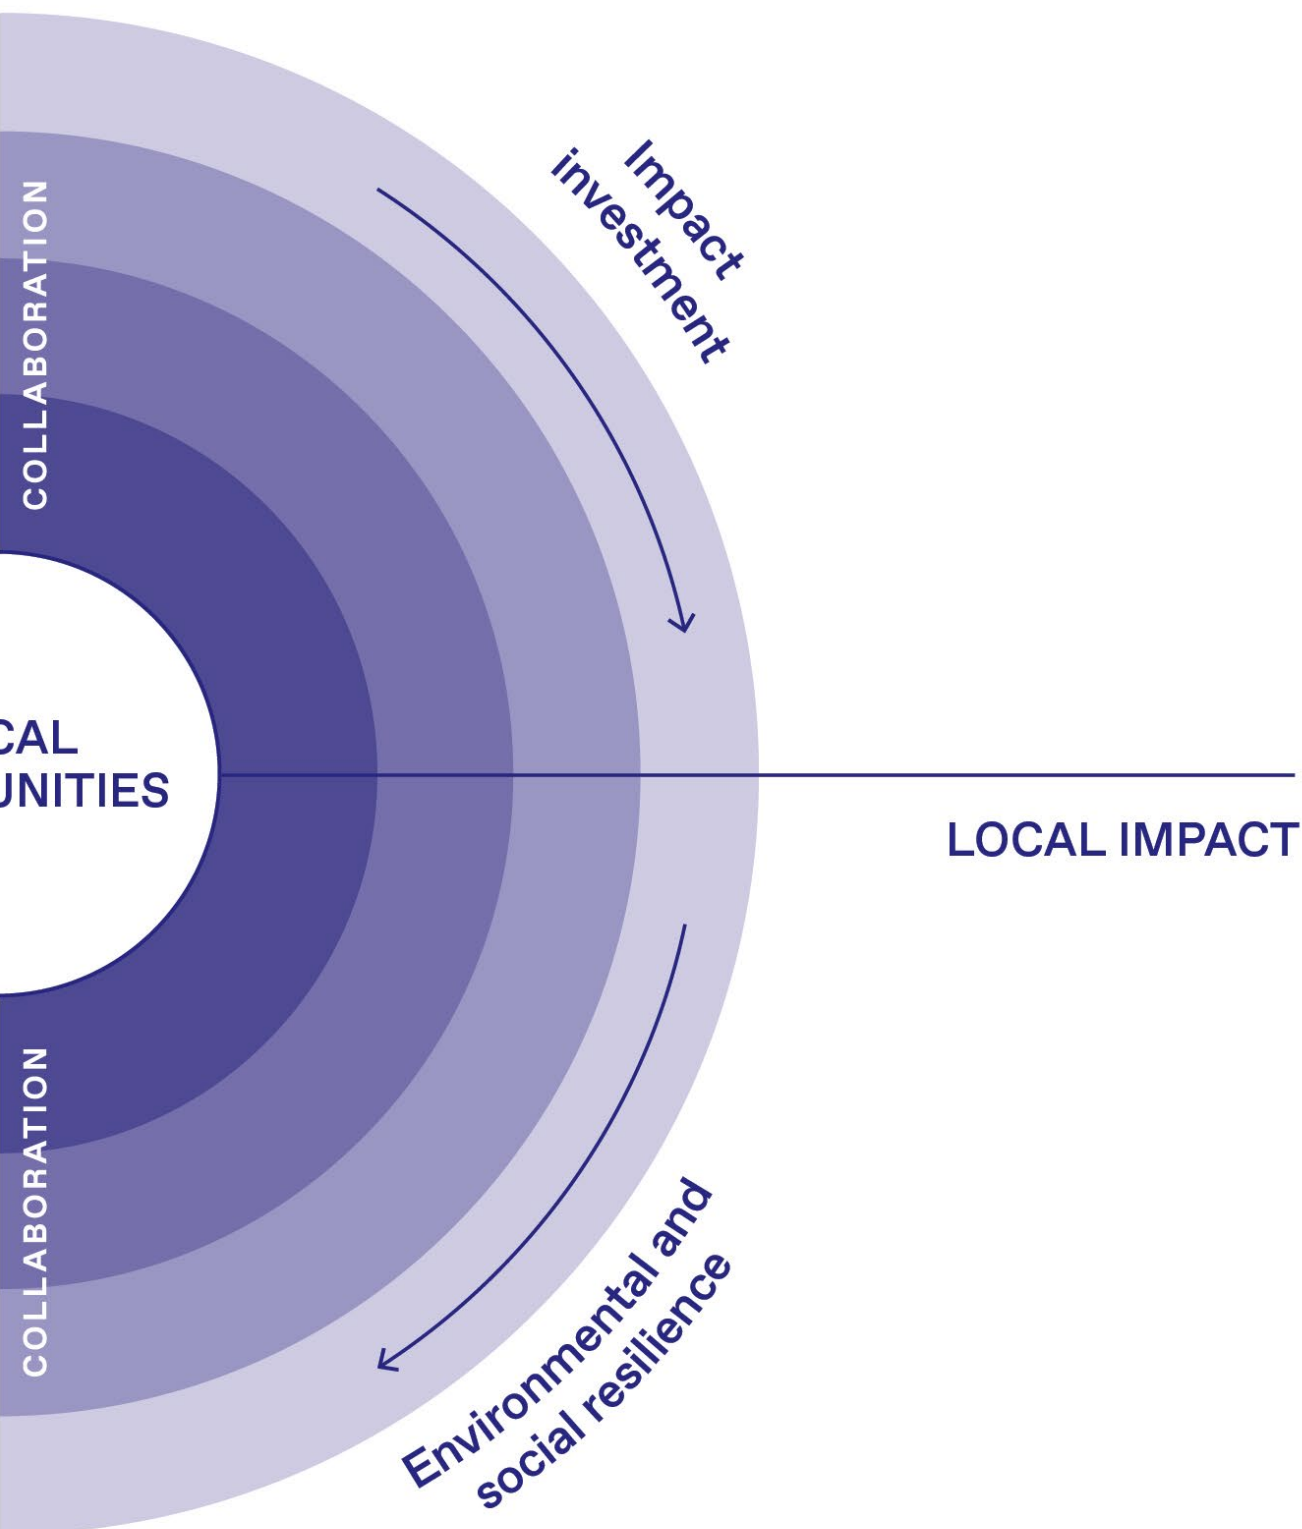 Impact
investment
COLLABORATION
CAL
UNITIES
LOCAL IMPACT
COLLABORATION
Environmental and
social resilience